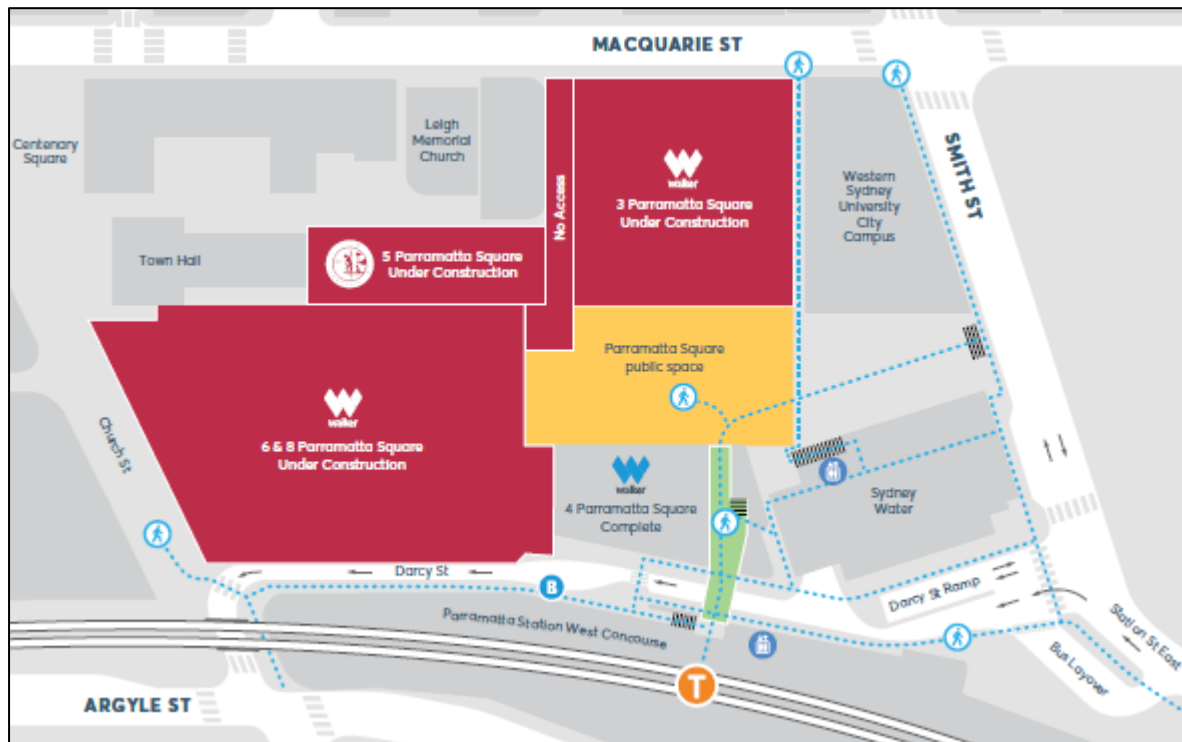 MACQUARIE ST
Centenary
Square
Leigh
Memorial
Church
walker
3 Parramatta Square
Under Construction
No Access
Western
Sydney
University
City
Campus
SMITH ST
Town Hall
5 Parramatta Square
Under Construction
Parramatta Square
public space
Church St
walker
6 & 8 Parramatta Square
Under Construction
walker
4 Parramatta Square
Complete
Sydney
Water
Darcy St
B
Darcy St Ramp
Parramatta Station West Concourse
Station St East
Bus Layover
T
ARGYLE ST